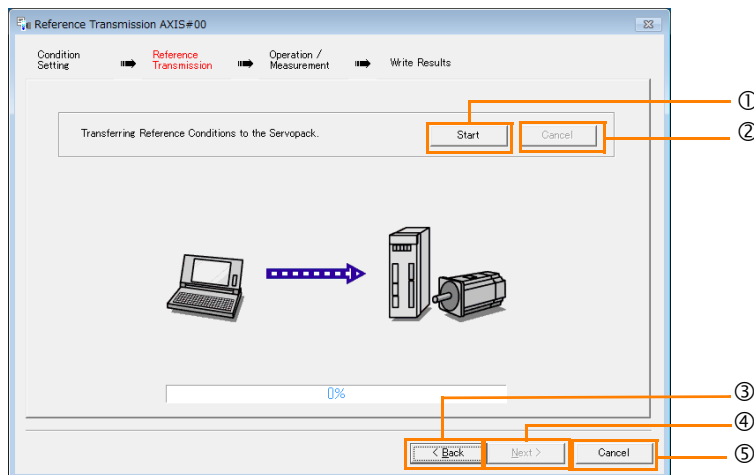 Reference Transmission AXIS#00
Condition Setting
Reference Transmission
Operation / Measurement
Write Results
Transferring Reference Conditions to the Servopack.
Start
Cancel
①
②
0%
③
④
< Back
Next >
Cancel
⑤